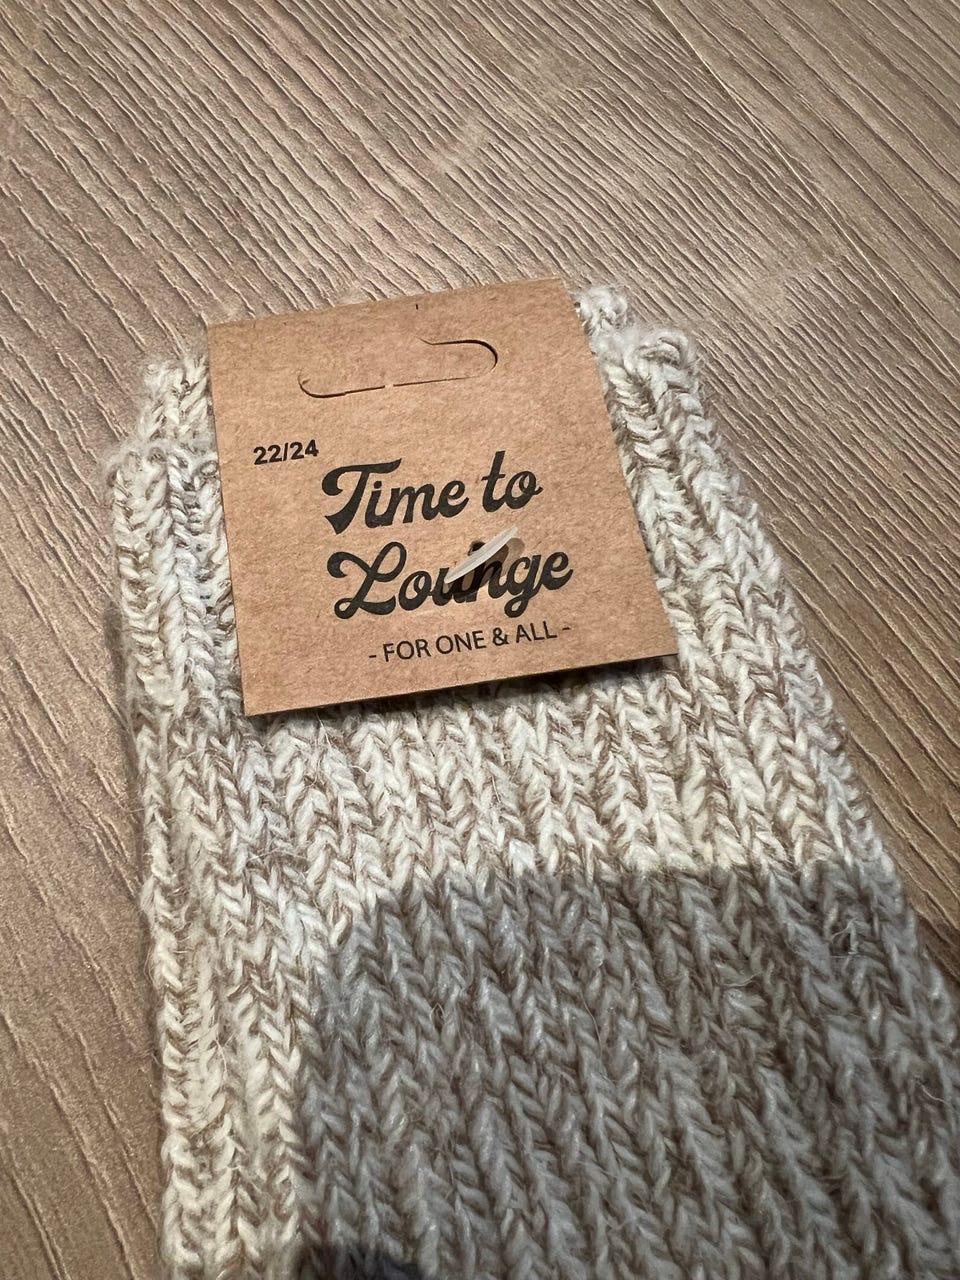 22/24
Time to
Lounge
- FOR ONE & ALL -